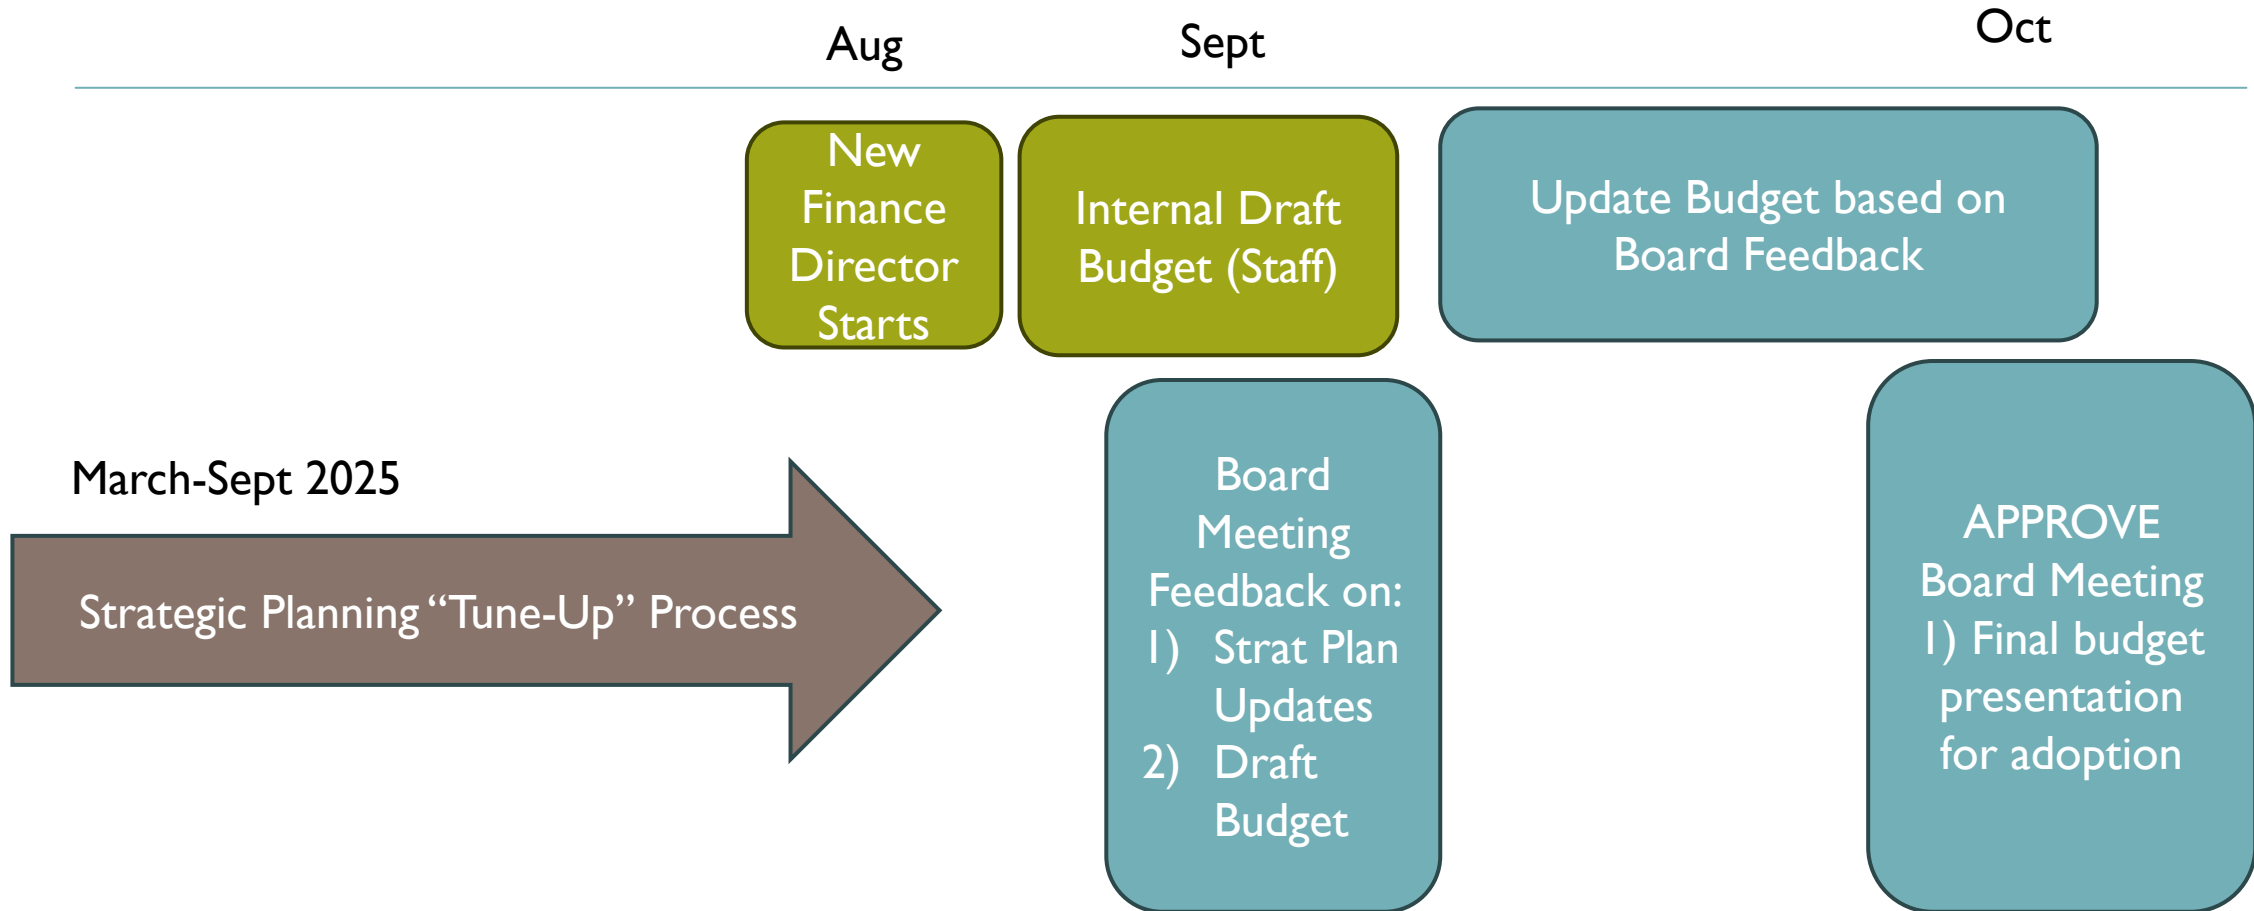 Aug
Sept
Oct
New
Finance
Director
Starts
Internal Draft
Budget (Staff)
Update Budget based on
Board Feedback
March-Sept 2025
Strategic Planning “Tune-Up” Process
Board
Meeting
Feedback on:
1) Strat Plan
Updates
2) Draft
Budget
APPROVE
Board Meeting
1) Final budget
presentation
for adoption